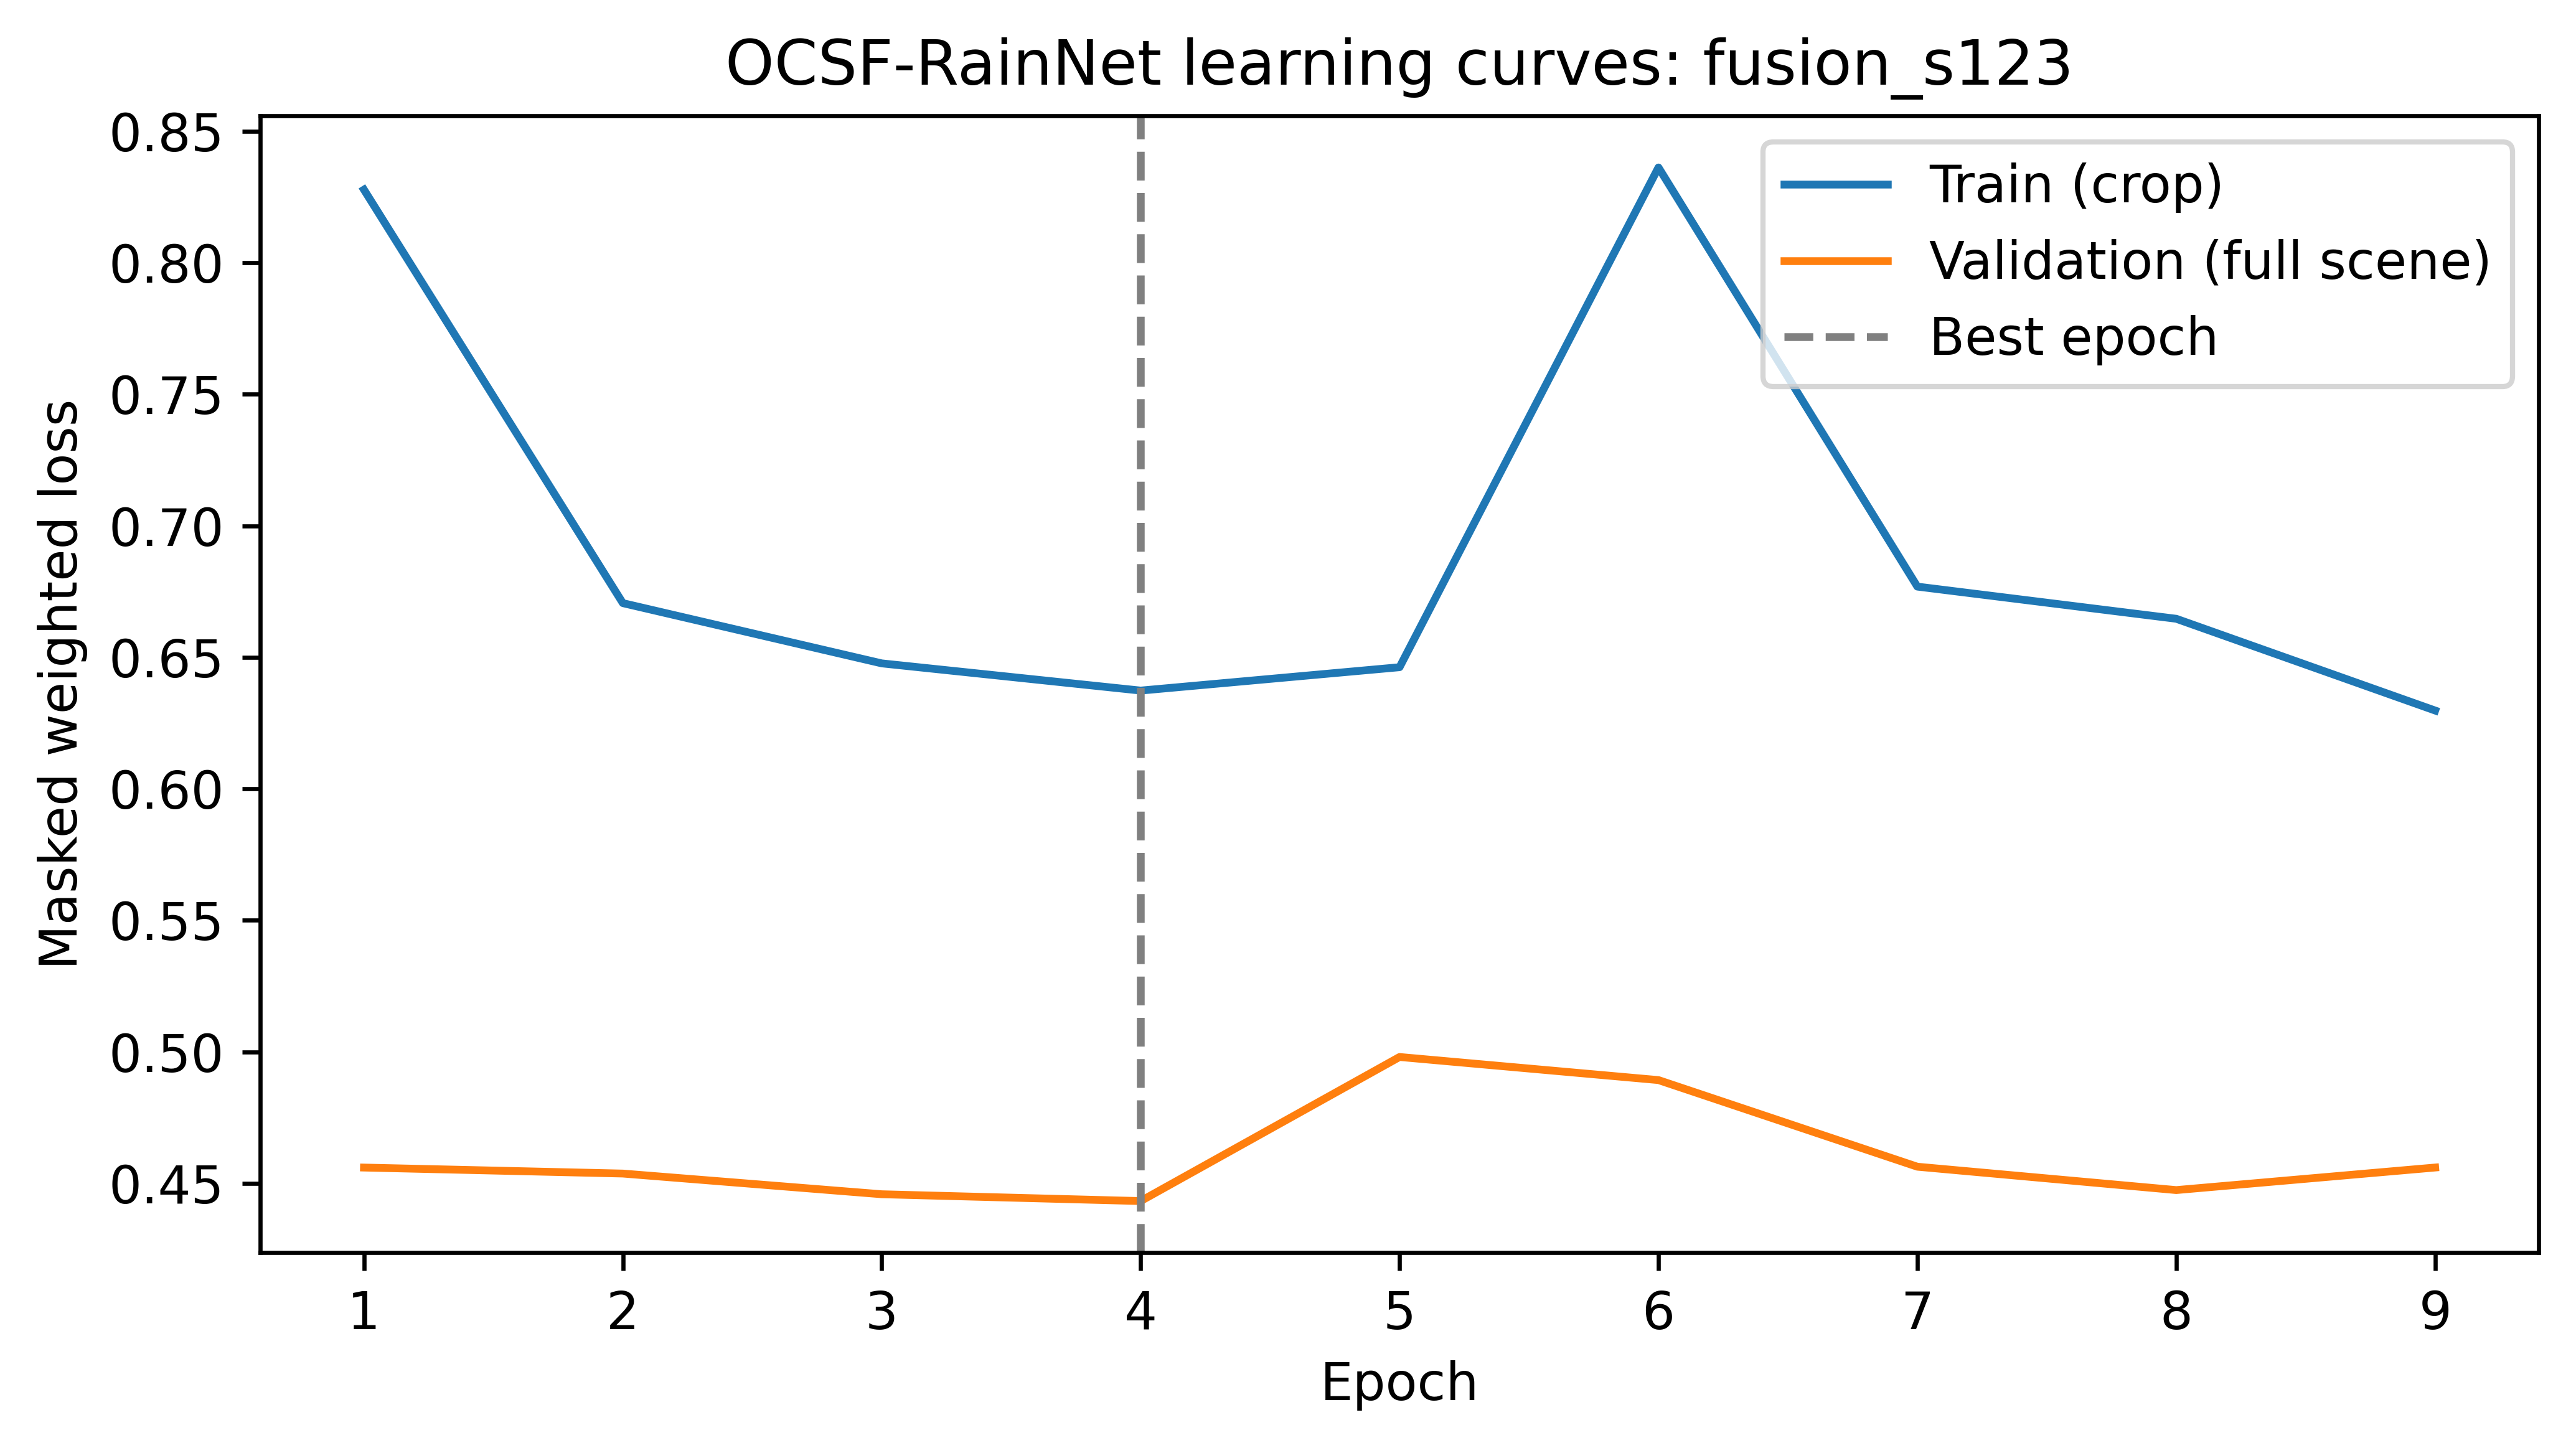 OCSF-RainNet learning curves: fusion_s123
0.85
0.80
0.75
0.70
0.65
0.60
0.55
0.50
0.45
Masked weighted loss
Train (crop)
Validation (full scene)
Best epoch
1 2 3 4 5 6 7 8 9
Epoch